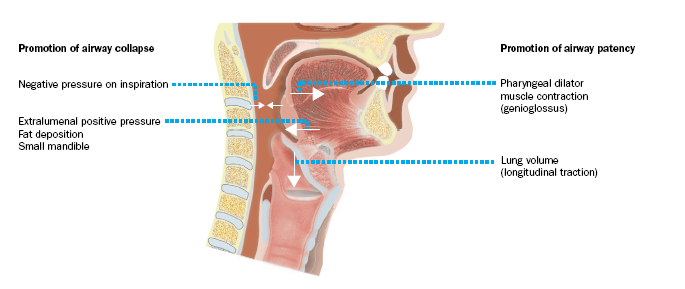 Promotion of airway collapse
Negative pressure on inspiration
Extralumenal positive pressure
Fat deposition
Small mandible
Promotion of airway patency
Pharyngeal dilator
muscle contraction
(genioglossus)
Lung volume
(longitudinal traction)